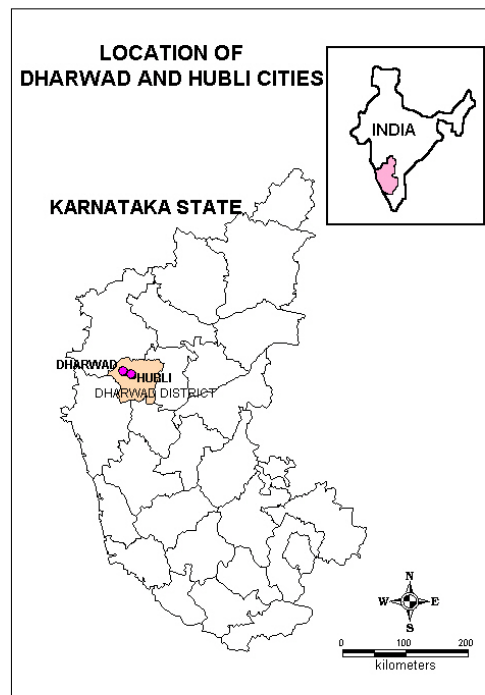 LOCATION OF
DHARWAD AND HUBLI CITIES
INDIA
KARNATAKA STATE
DHARWAD
HUBLI
DHARWAD DISTRICT
N
W E
S
0 100 200
kilometers